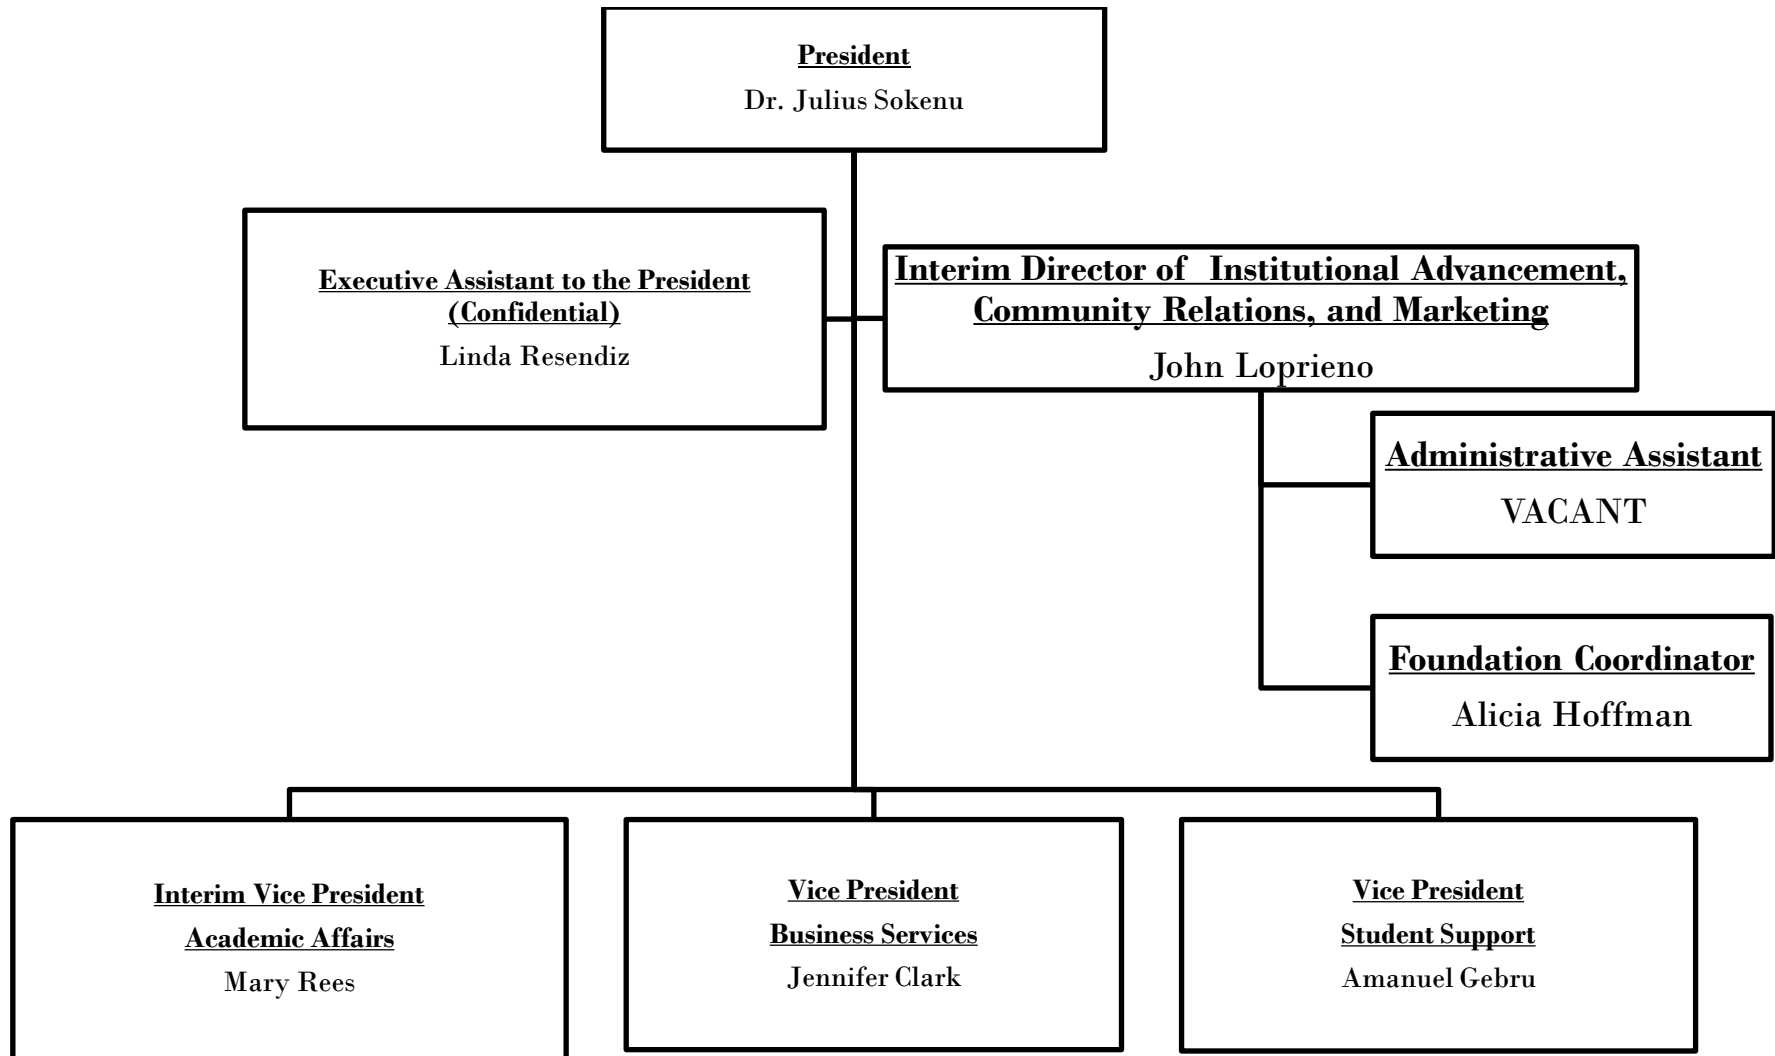 President
Dr. Julius Sokenu
Executive Assistant to the President
(Confidential)
Linda Resendiz
Interim Director of  Institutional Advancement,
Community Relations, and Marketing
John Loprieno
Administrative Assistant
VACANT
Foundation Coordinator
Alicia Hoffman
Interim Vice President
Academic Affairs
Mary Rees
Vice President
Business Services
Jennifer Clark
Vice President
Student Support
Amanuel Gebru